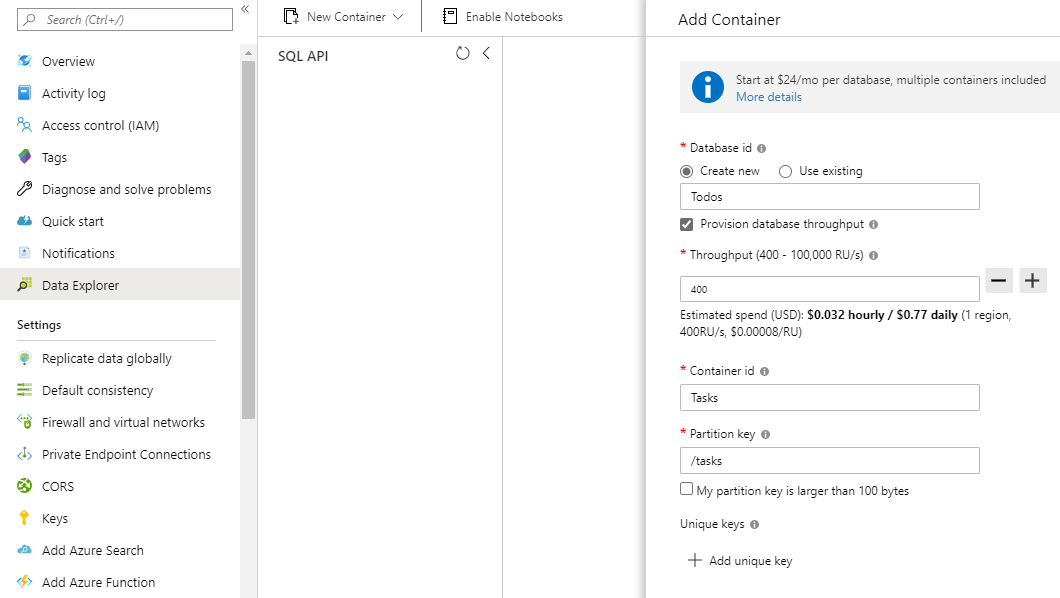 Search (Ctrl+/)
«
Overview
Activity log
Access control (IAM)
Tags
Diagnose and solve problems
Quick start
Notifications
Data Explorer
Settings
Replicate data globally
Default consistency
Firewall and virtual networks
Private Endpoint Connections
CORS
Keys
Add Azure Search
Add Azure Function
New Container
Enable Notebooks
SQL API
Add Container
Start at $24/mo per database, multiple containers included
More details
* Database id
Create new
Use existing
Todos
Provision database throughput
* Throughput (400 - 100,000 RU/s)
400
Estimated spend (USD): $0.032 hourly / $0.77 daily (1 region,
400RU/s, $0.00008/RU)
* Container id
Tasks
* Partition key
/tasks
My partition key is larger than 100 bytes
Unique keys
Add unique key